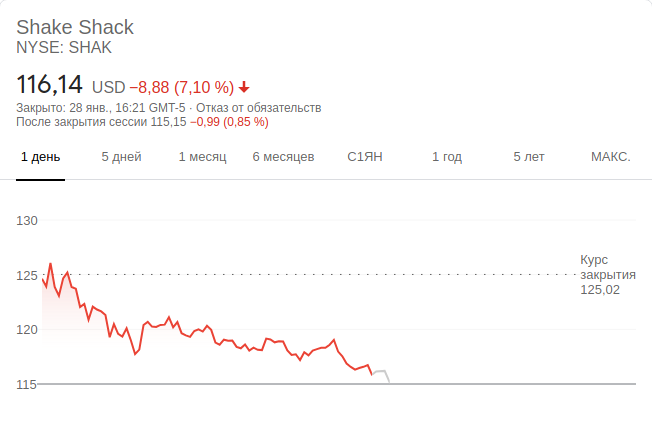 Shake Shack
NYSE: SHAK
116,14 USD −8,88 (7,10 %)
Закрыто: 28 янв., 16:21 GMT-5 · Отказ от обязательств
После закрытия сессии 115,15 −0,99 (0,85 %)
1 день 5 дней 1 месяц 6 месяцев С1ЯН 1 год 5 лет МАКС.
130
Курс
125 закрытия
125,02
120
115